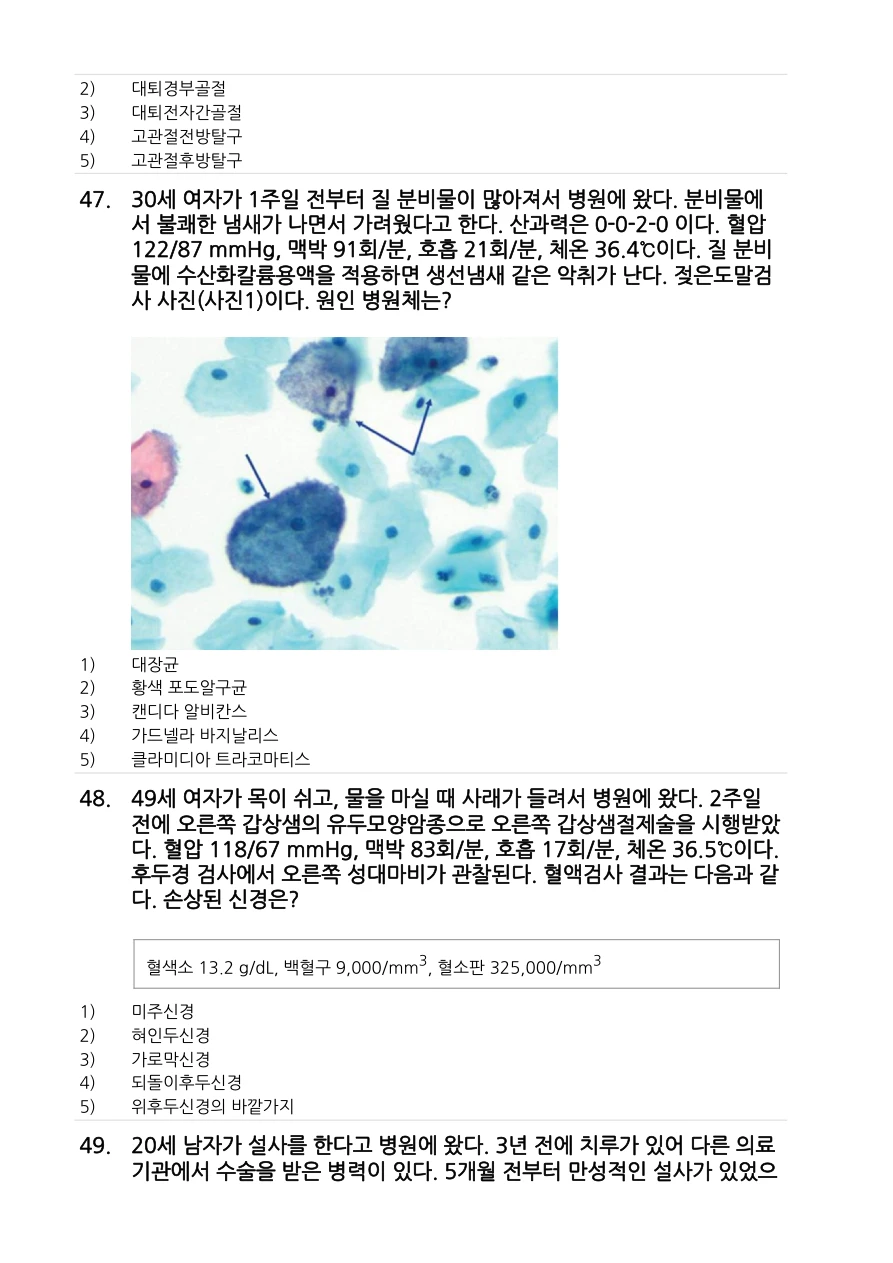 2) 대퇴경부골절
3) 대퇴전자간골절
4) 고관절전방탈구
5) 고관절후방탈구
47. 30세 여자가 1주일 전부터 질 분비물이 많아져서 병원에 왔다. 분비물에
서 불쾌한 냄새가 나면서 가려웠다고 한다. 산과력은 0-0-2-0 이다. 혈압
122/87 mmHg, 맥박 91회/분, 호흡 21회/분, 체온 36.4℃이다. 질 분비
물에 수산화칼륨용액을 적용하면 생선냄새 같은 악취가 난다. 젖은도말검
사 사진(사진1)이다. 원인 병원체는?
1) 대장균
2) 황색 포도알구균
3) 캔디다 알비칸스
4) 가드넬라 바지날리스
5) 클라미디아 트라코마티스
48. 49세 여자가 목이 쉬고, 물을 마실 때 사래가 들려서 병원에 왔다. 2주일
전에 오른쪽 갑상샘의 유두모양암종으로 오른쪽 갑상샘절제술을 시행받았
다. 혈압 118/67 mmHg, 맥박 83회/분, 호흡 17회/분, 체온 36.5℃이다.
후두경 검사에서 오른쪽 성대마비가 관찰된다. 혈액검사 결과는 다음과 같
다. 손상된 신경은?
혈색소 13.2 g/dL, 백혈구 9,000/mm³, 혈소판 325,000/mm³
1) 미주신경
2) 혀인두신경
3) 가로막신경
4) 되돌이후두신경
5) 위후두신경의 바깥가지
49. 20세 남자가 설사를 한다고 병원에 왔다. 3년 전에 치루가 있어 다른 의료
기관에서 수술을 받은 병력이 있다. 5개월 전부터 만성적인 설사가 있었으